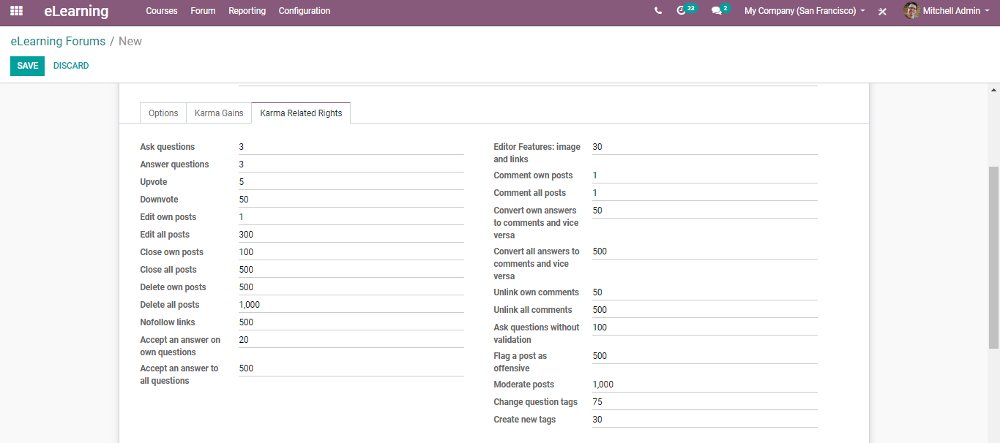 eLearning Courses Forum Reporting Configuration 23 2 My Company (San Francisco) Mitchell Admin
eLearning Forums / New
SAVE DISCARD
Options Karma Gains Karma Related Rights
Ask questions 3
Answer questions 3
Upvote 5
Downvote 50
Edit own posts 1
Edit all posts 300
Close own posts 100
Close all posts 500
Delete own posts 500
Delete all posts 1,000
Nofollow links 500
Accept an answer on 20
own questions
Accept an answer to 500
all questions
Editor Features: image 30
and links
Comment own posts 1
Comment all posts 1
Convert own answers 50
to comments and vice
versa
Convert all answers to 500
comments and vice
versa
Unlink own comments 50
Unlink all comments 500
Ask questions without 100
validation
Flag a post as 500
offensive
Moderate posts 1,000
Change question tags 75
Create new tags 30